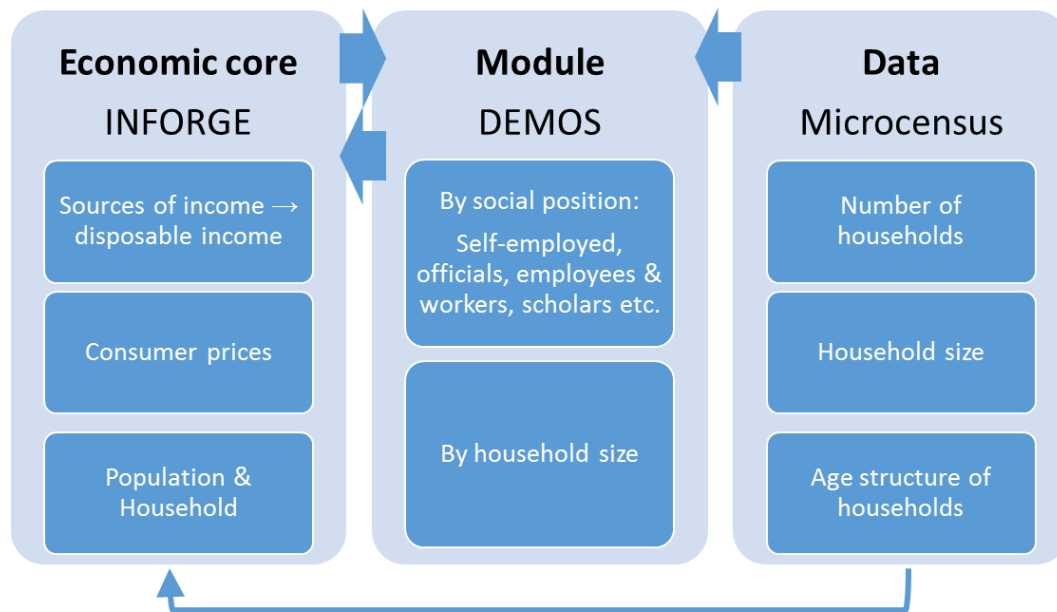 Economic core
INFORGE
Sources of income →
disposable income
Consumer prices
Population &
Household
Module
DEMOS
By social position:
Self-employed,
officials, employees &
workers, scholars etc.
By household size
Data
Microcensus
Number of
households
Household size
Age structure of
households